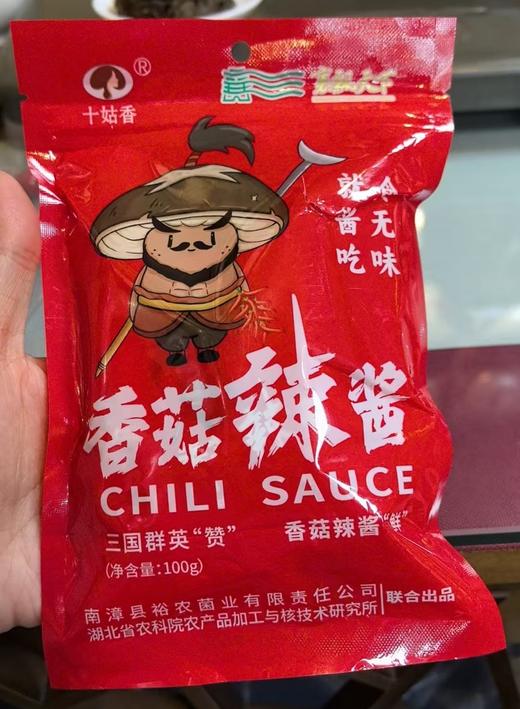 十姑香®
食无味
就酱吃
香菇辣酱
CHILI SAUCE
三国群英“赞” 香菇辣酱“鲜”
(净含量:100g)
南漳县裕农菌业有限责任公司
湖北省农科院农产品加工与核技术研究所
联合出品